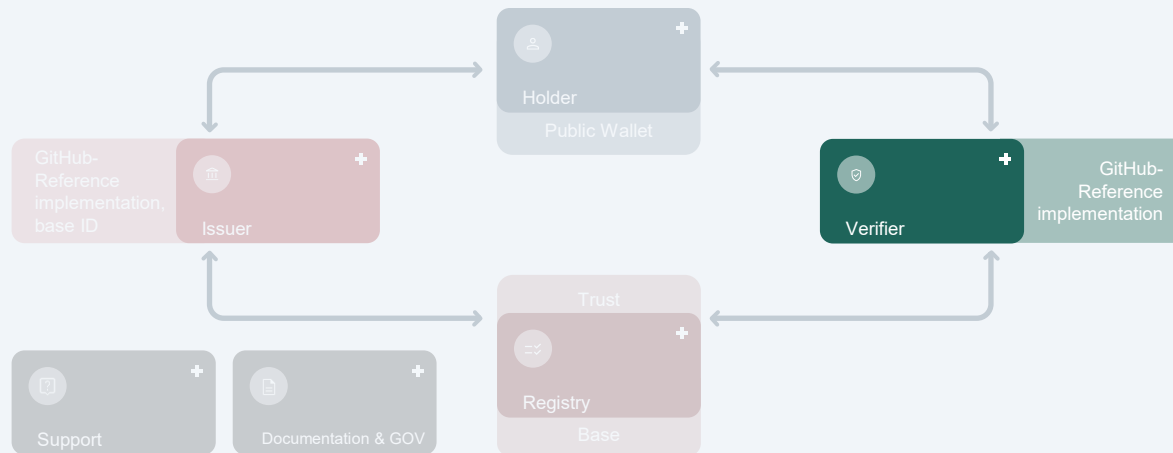 Holder
Public Wallet
GitHub-
Reference
implementation,
base ID
Issuer
Verifier
GitHub-
Reference
implementation
Trust
Registry
Base
Support
Documentation & GOV